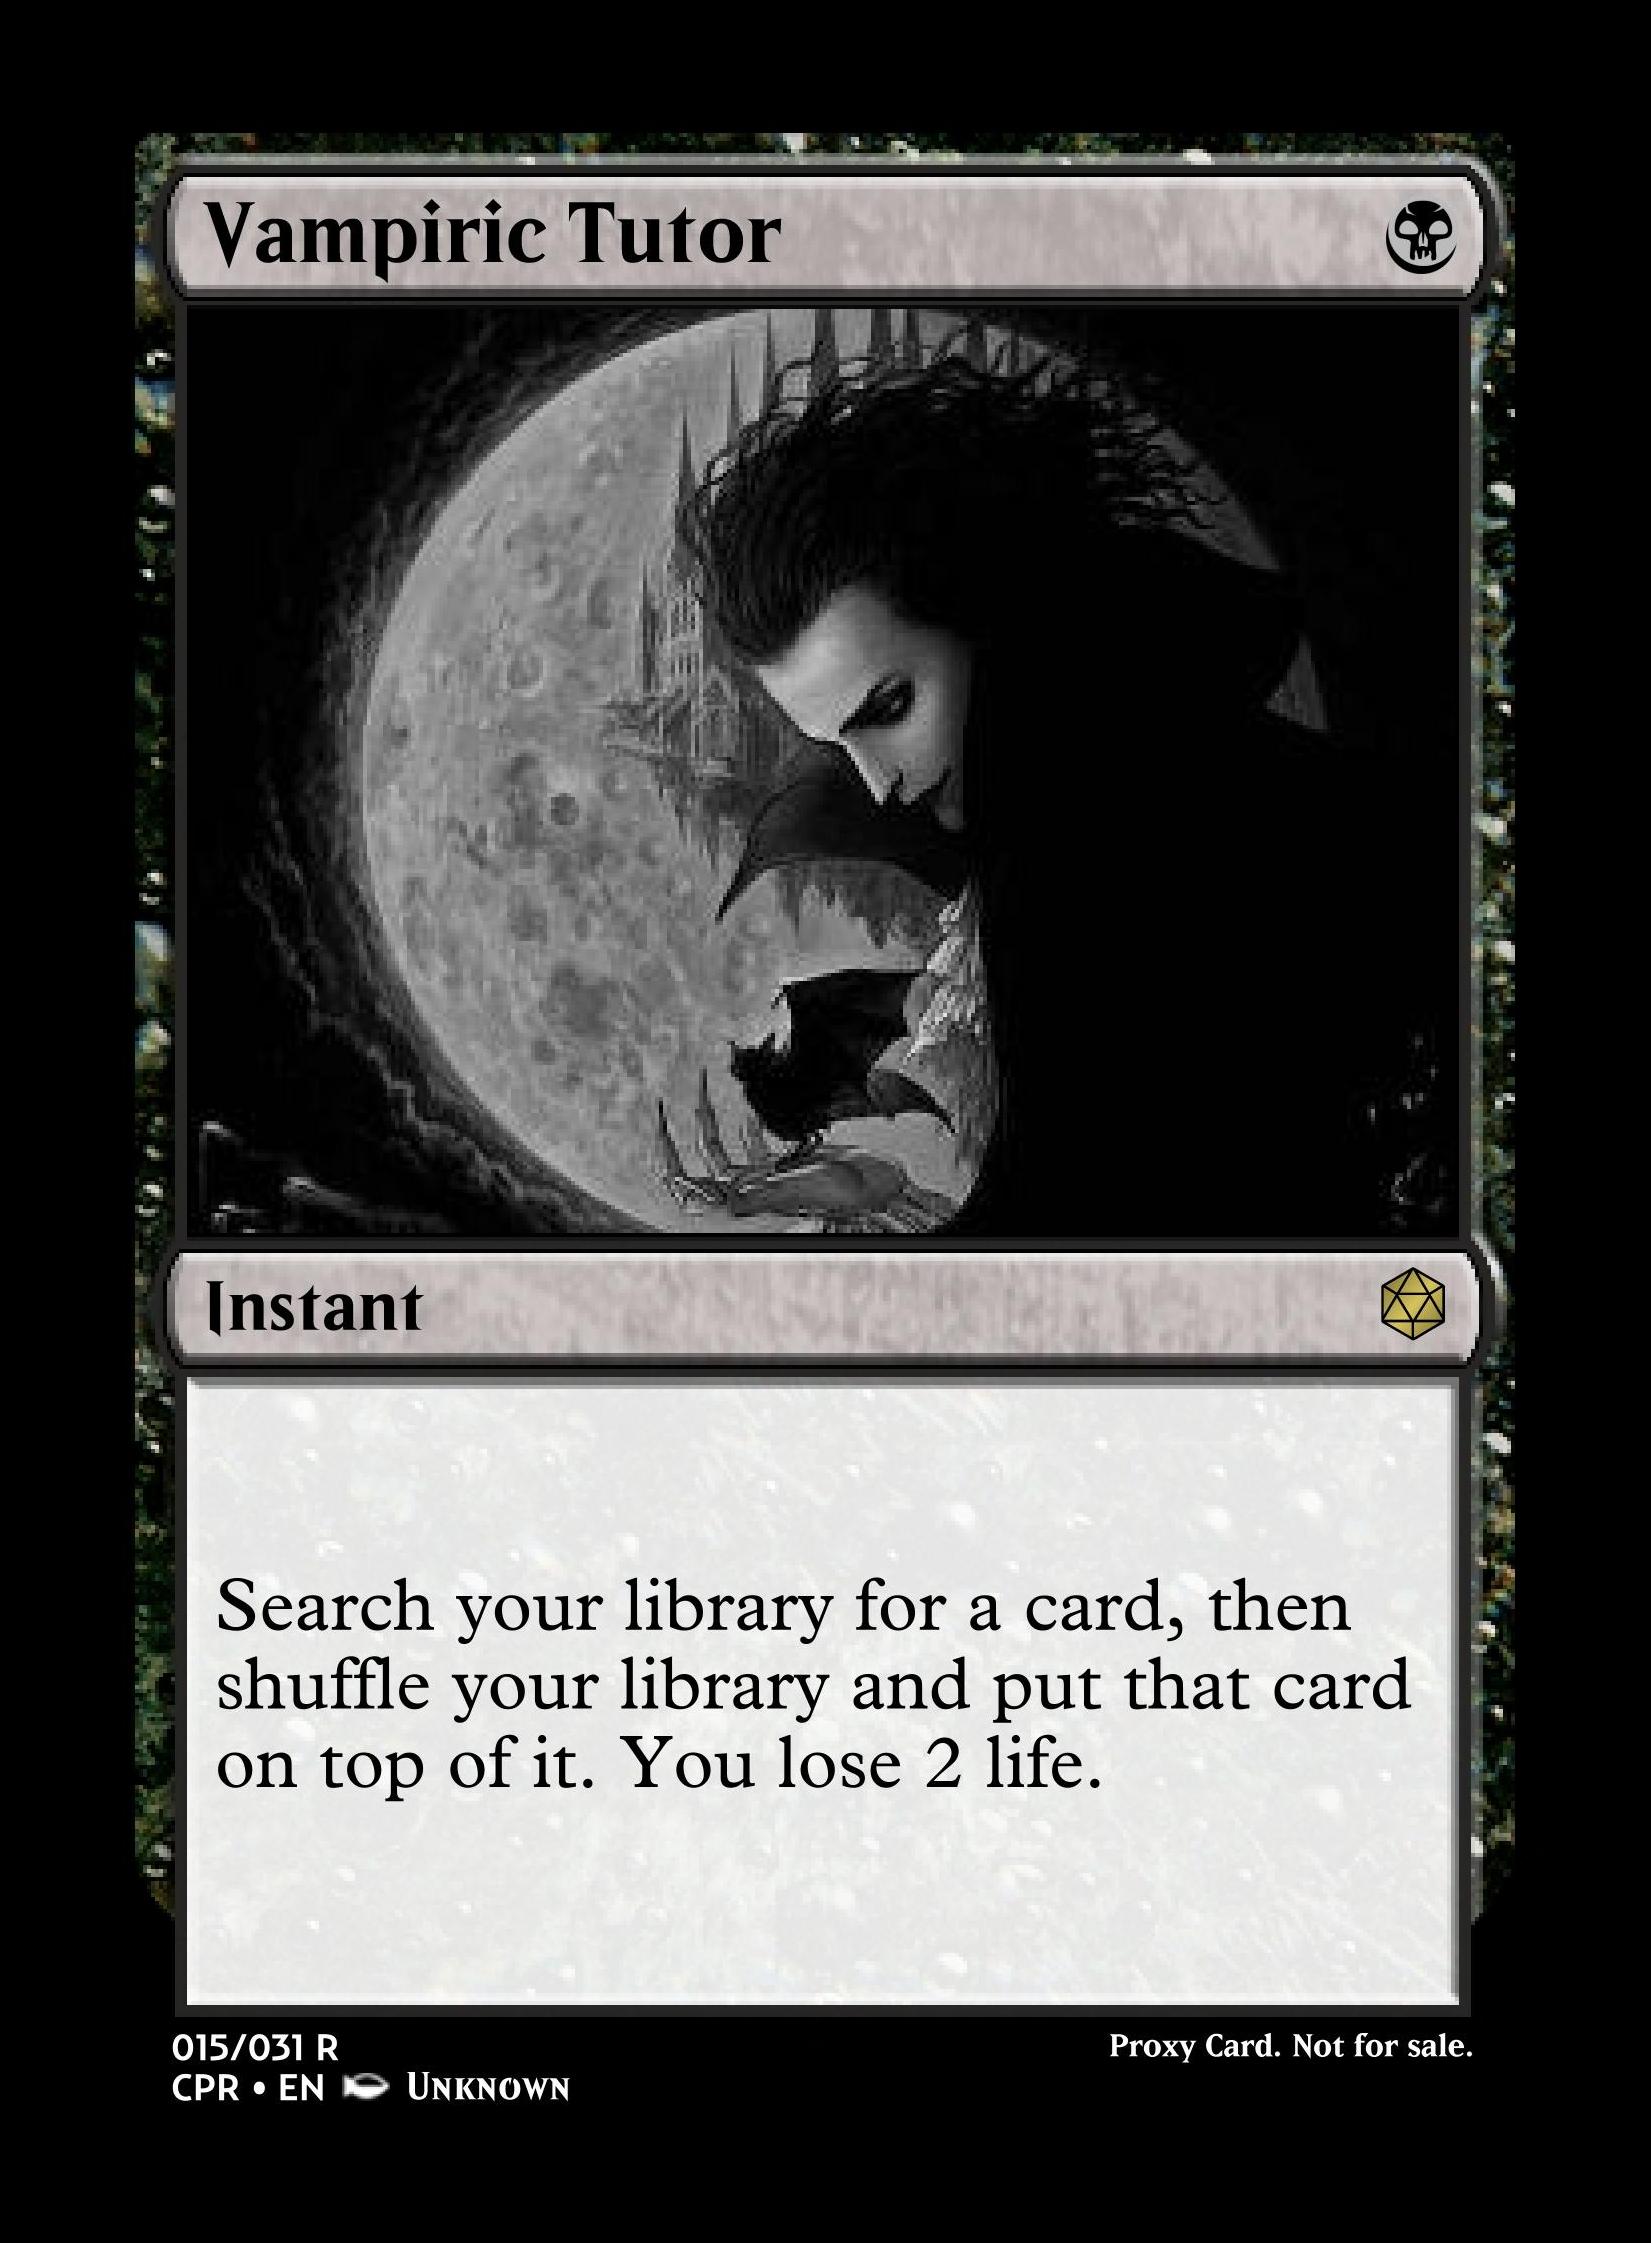 Vampiric Tutor
Instant
Search your library for a card, then
shuffle your library and put that card
on top of it. You lose 2 life.
015/031 R
Proxy Card. Not for sale.
CPR • EN Unknown